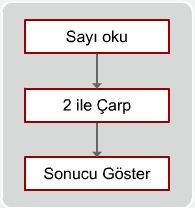 Sayı oku
2 ile Çarp
Sonucu Göster